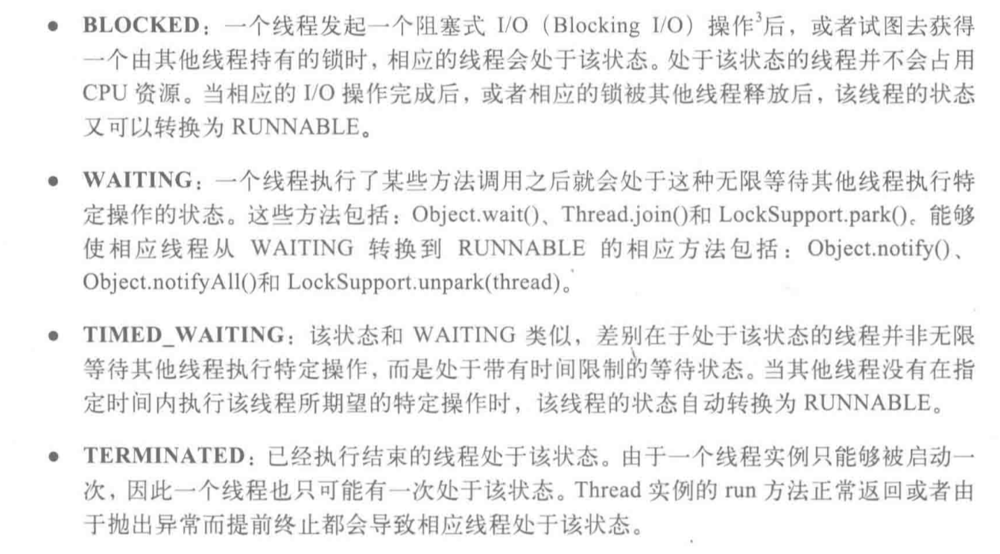 ● BLOCKED：一个线程发起一个阻塞式 I/O（Blocking I/O）操作³后，或者试图去获得
一个由其他线程持有的锁时，相应的线程会处于该状态。处于该状态的线程并不会占用
CPU 资源。当相应的 I/O 操作完成后，或者相应的锁被其他线程释放后，该线程的状态
又可以转换为 RUNNABLE。
● WAITING：一个线程执行了某些方法调用之后就会处于这种无限等待其他线程执行特
定操作的状态。这些方法包括：Object.wait()、Thread.join()和 LockSupport.park()。能够
使相应线程从 WAITING 转换到 RUNNABLE 的相应方法包括：Object.notify()、
Object.notifyAll()和 LockSupport.unpark(thread)。
● TIMED_WAITING：该状态和 WAITING 类似，差别在于处于该状态的线程并非无限
等待其他线程执行特定操作，而是处于带有时间限制的等待状态。当其他线程没有在指
定时间内执行该线程所期望的特定操作时，该线程的状态自动转换为 RUNNABLE。
● TERMINATED：已经执行结束的线程处于该状态。由于一个线程实例只能够被启动一
次，因此一个线程也只可能有一次处于该状态。Thread 实例的 run 方法正常返回或者由
于抛出异常而提前终止都会导致相应线程处于该状态。